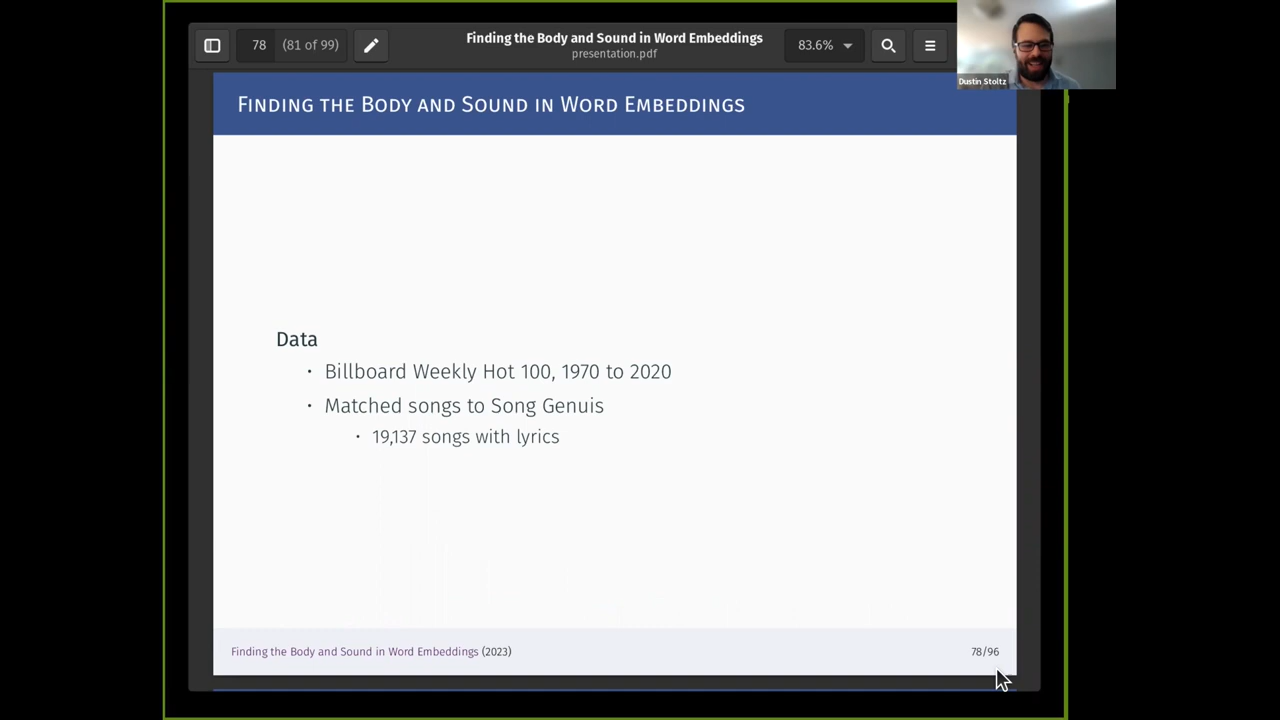 78 (81 of 99)
Finding the Body and Sound in Word Embeddings
presentation.pdf
83.6%
Dustin Stoltz
Finding the Body and Sound in Word Embeddings
Data
• Billboard Weekly Hot 100, 1970 to 2020
• Matched songs to Song Genuis
• 19,137 songs with lyrics
Finding the Body and Sound in Word Embeddings (2023)
78/96